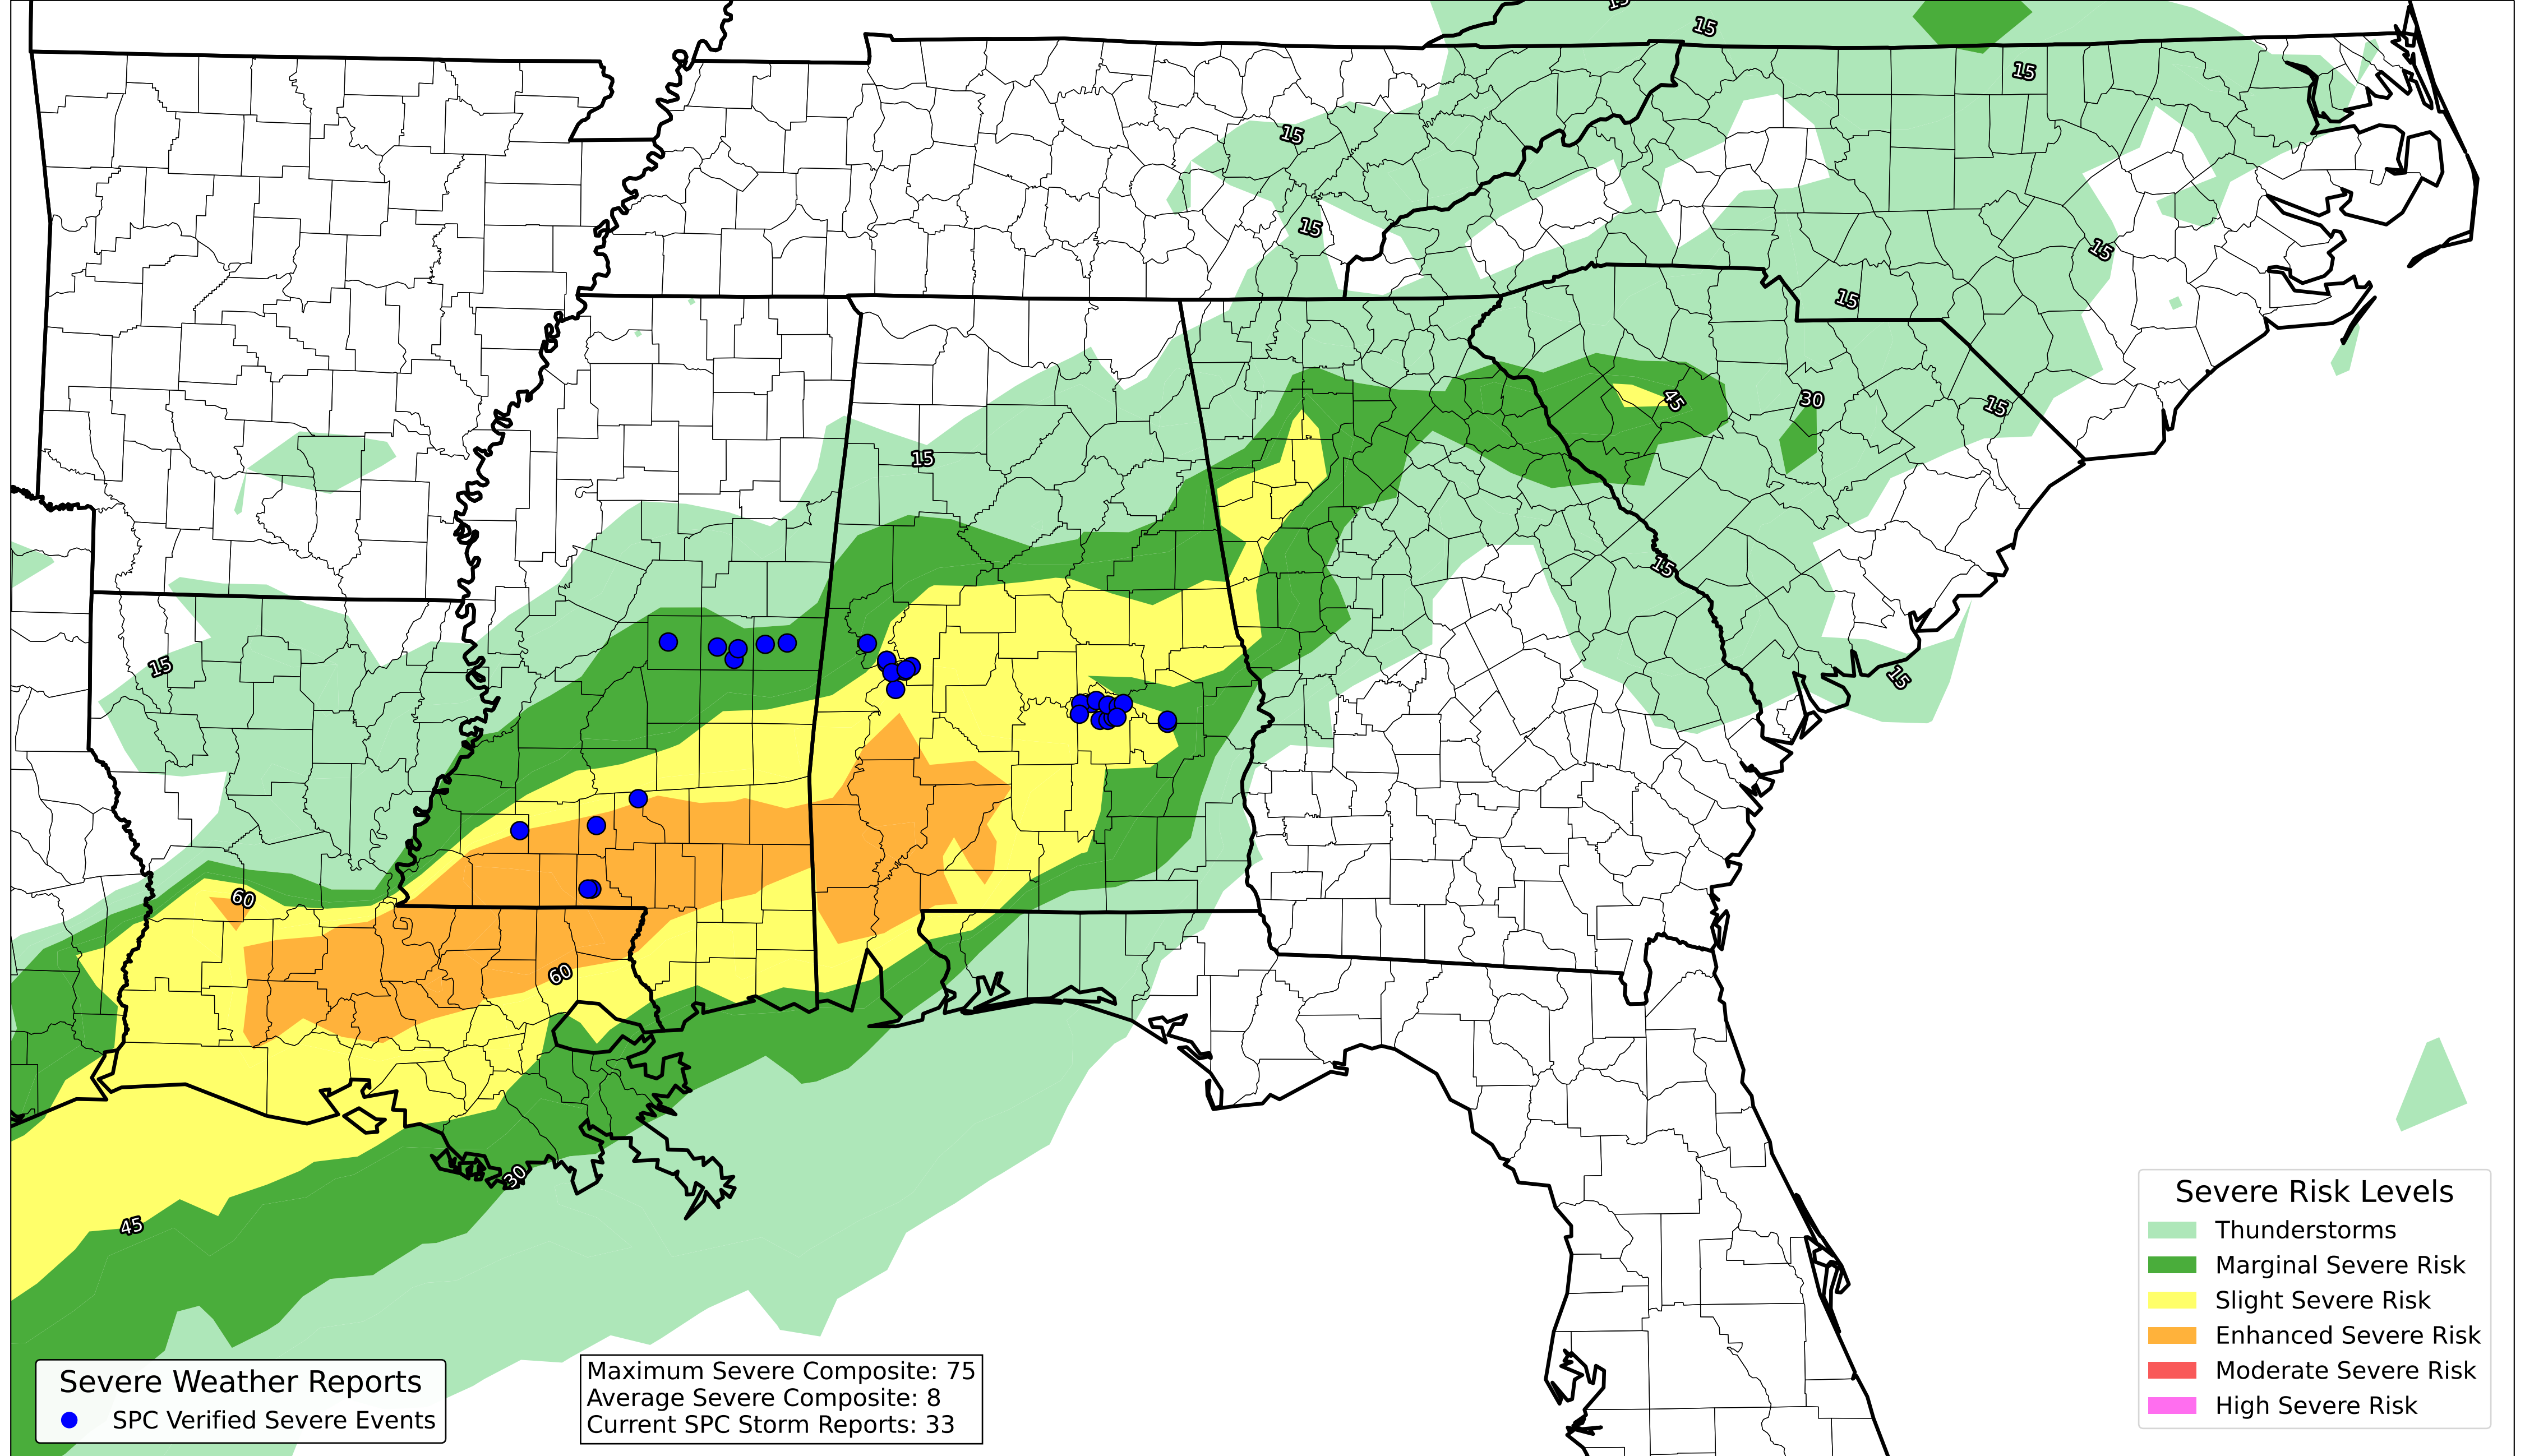 15
15
15
15
15
15
15
45
30
15
15
15
15
15
60
60
30
45
Severe Risk Levels
Thunderstorms
Marginal Severe Risk
Slight Severe Risk
Enhanced Severe Risk
Moderate Severe Risk
High Severe Risk
Severe Weather Reports
SPC Verified Severe Events
Maximum Severe Composite: 75
Average Severe Composite: 8
Current SPC Storm Reports: 33